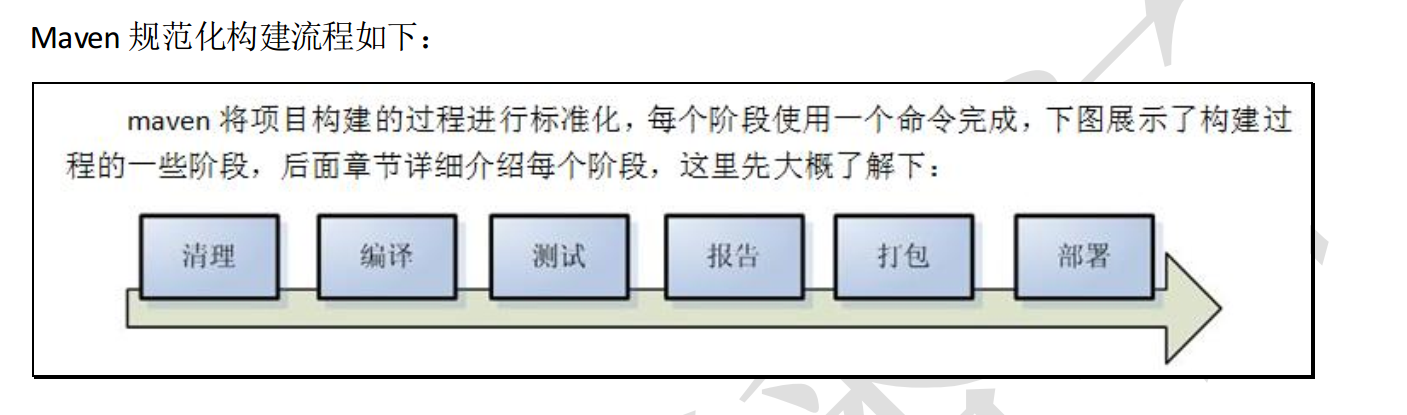 Maven 规范化构建流程如下：
maven 将项目构建的过程进行标准化，每个阶段使用一个命令完成，下图展示了构建过
程的一些阶段，后面章节详细介绍每个阶段，这里先大概了解下：
清理 编译 测试 报告 打包 部署